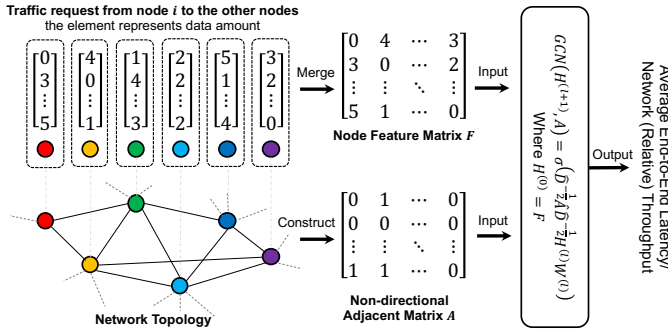 Traffic request from node i to the other nodes
the element represents data amount
[0 3 ⋮ 5] [4 0 ⋮ 1] [1 4 ⋮ 3] [2 2 ⋮ 2] [5 1 ⋮ 4] [3 2 ⋮ 0]
Merge
[0 4 ⋯ 3
3 0 ⋯ 2
⋮ ⋮ ⋱ ⋮
5 1 ⋯ 0]
Node Feature Matrix F
Input
Network Topology
Construct
[0 1 ⋯ 0
0 0 ⋯ 0
⋮ ⋮ ⋱ ⋮
1 1 ⋯ 0]
Non-directional
Adjacent Matrix A
Input
GCN(H^(l+1), A) = σ(D̂^(-1/2) Â D̂^(-1/2) H^(l) W^(l))
Where H^(0) = F
Output
Average End-to-End Latency/
Network (Relative) Throughput